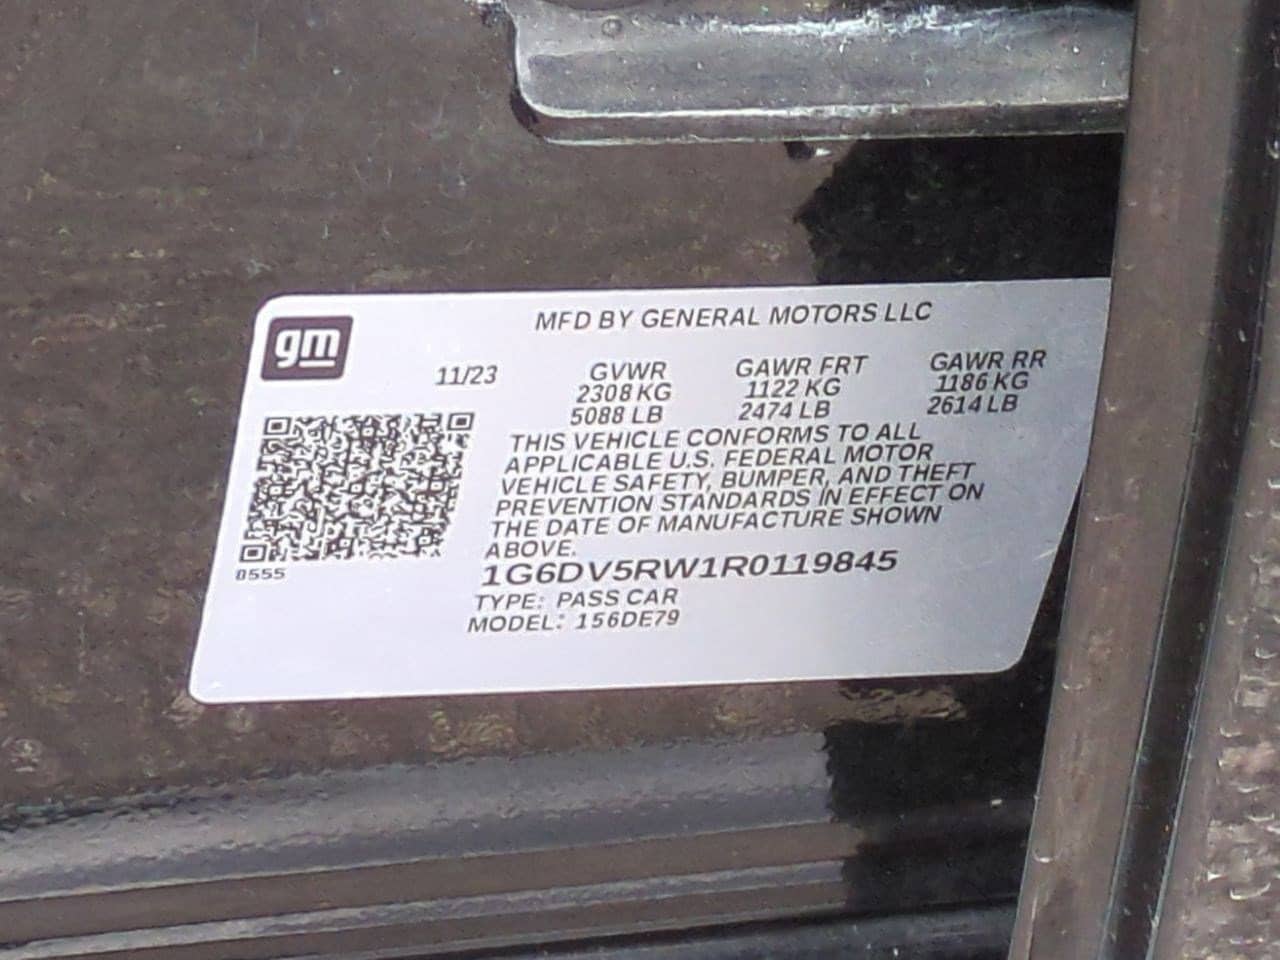 gm
MFD BY GENERAL MOTORS LLC
11/23 GVWR GAWR FRT GAWR RR
2308 KG 1122 KG 1186 KG
5088 LB 2474 LB 2614 LB
THIS VEHICLE CONFORMS TO ALL
APPLICABLE U.S. FEDERAL MOTOR
VEHICLE SAFETY, BUMPER, AND THEFT
PREVENTION STANDARDS IN EFFECT ON
THE DATE OF MANUFACTURE SHOWN
ABOVE.
0555
1G6DV5RW1R0119845
TYPE: PASS CAR
MODEL: 156DE79